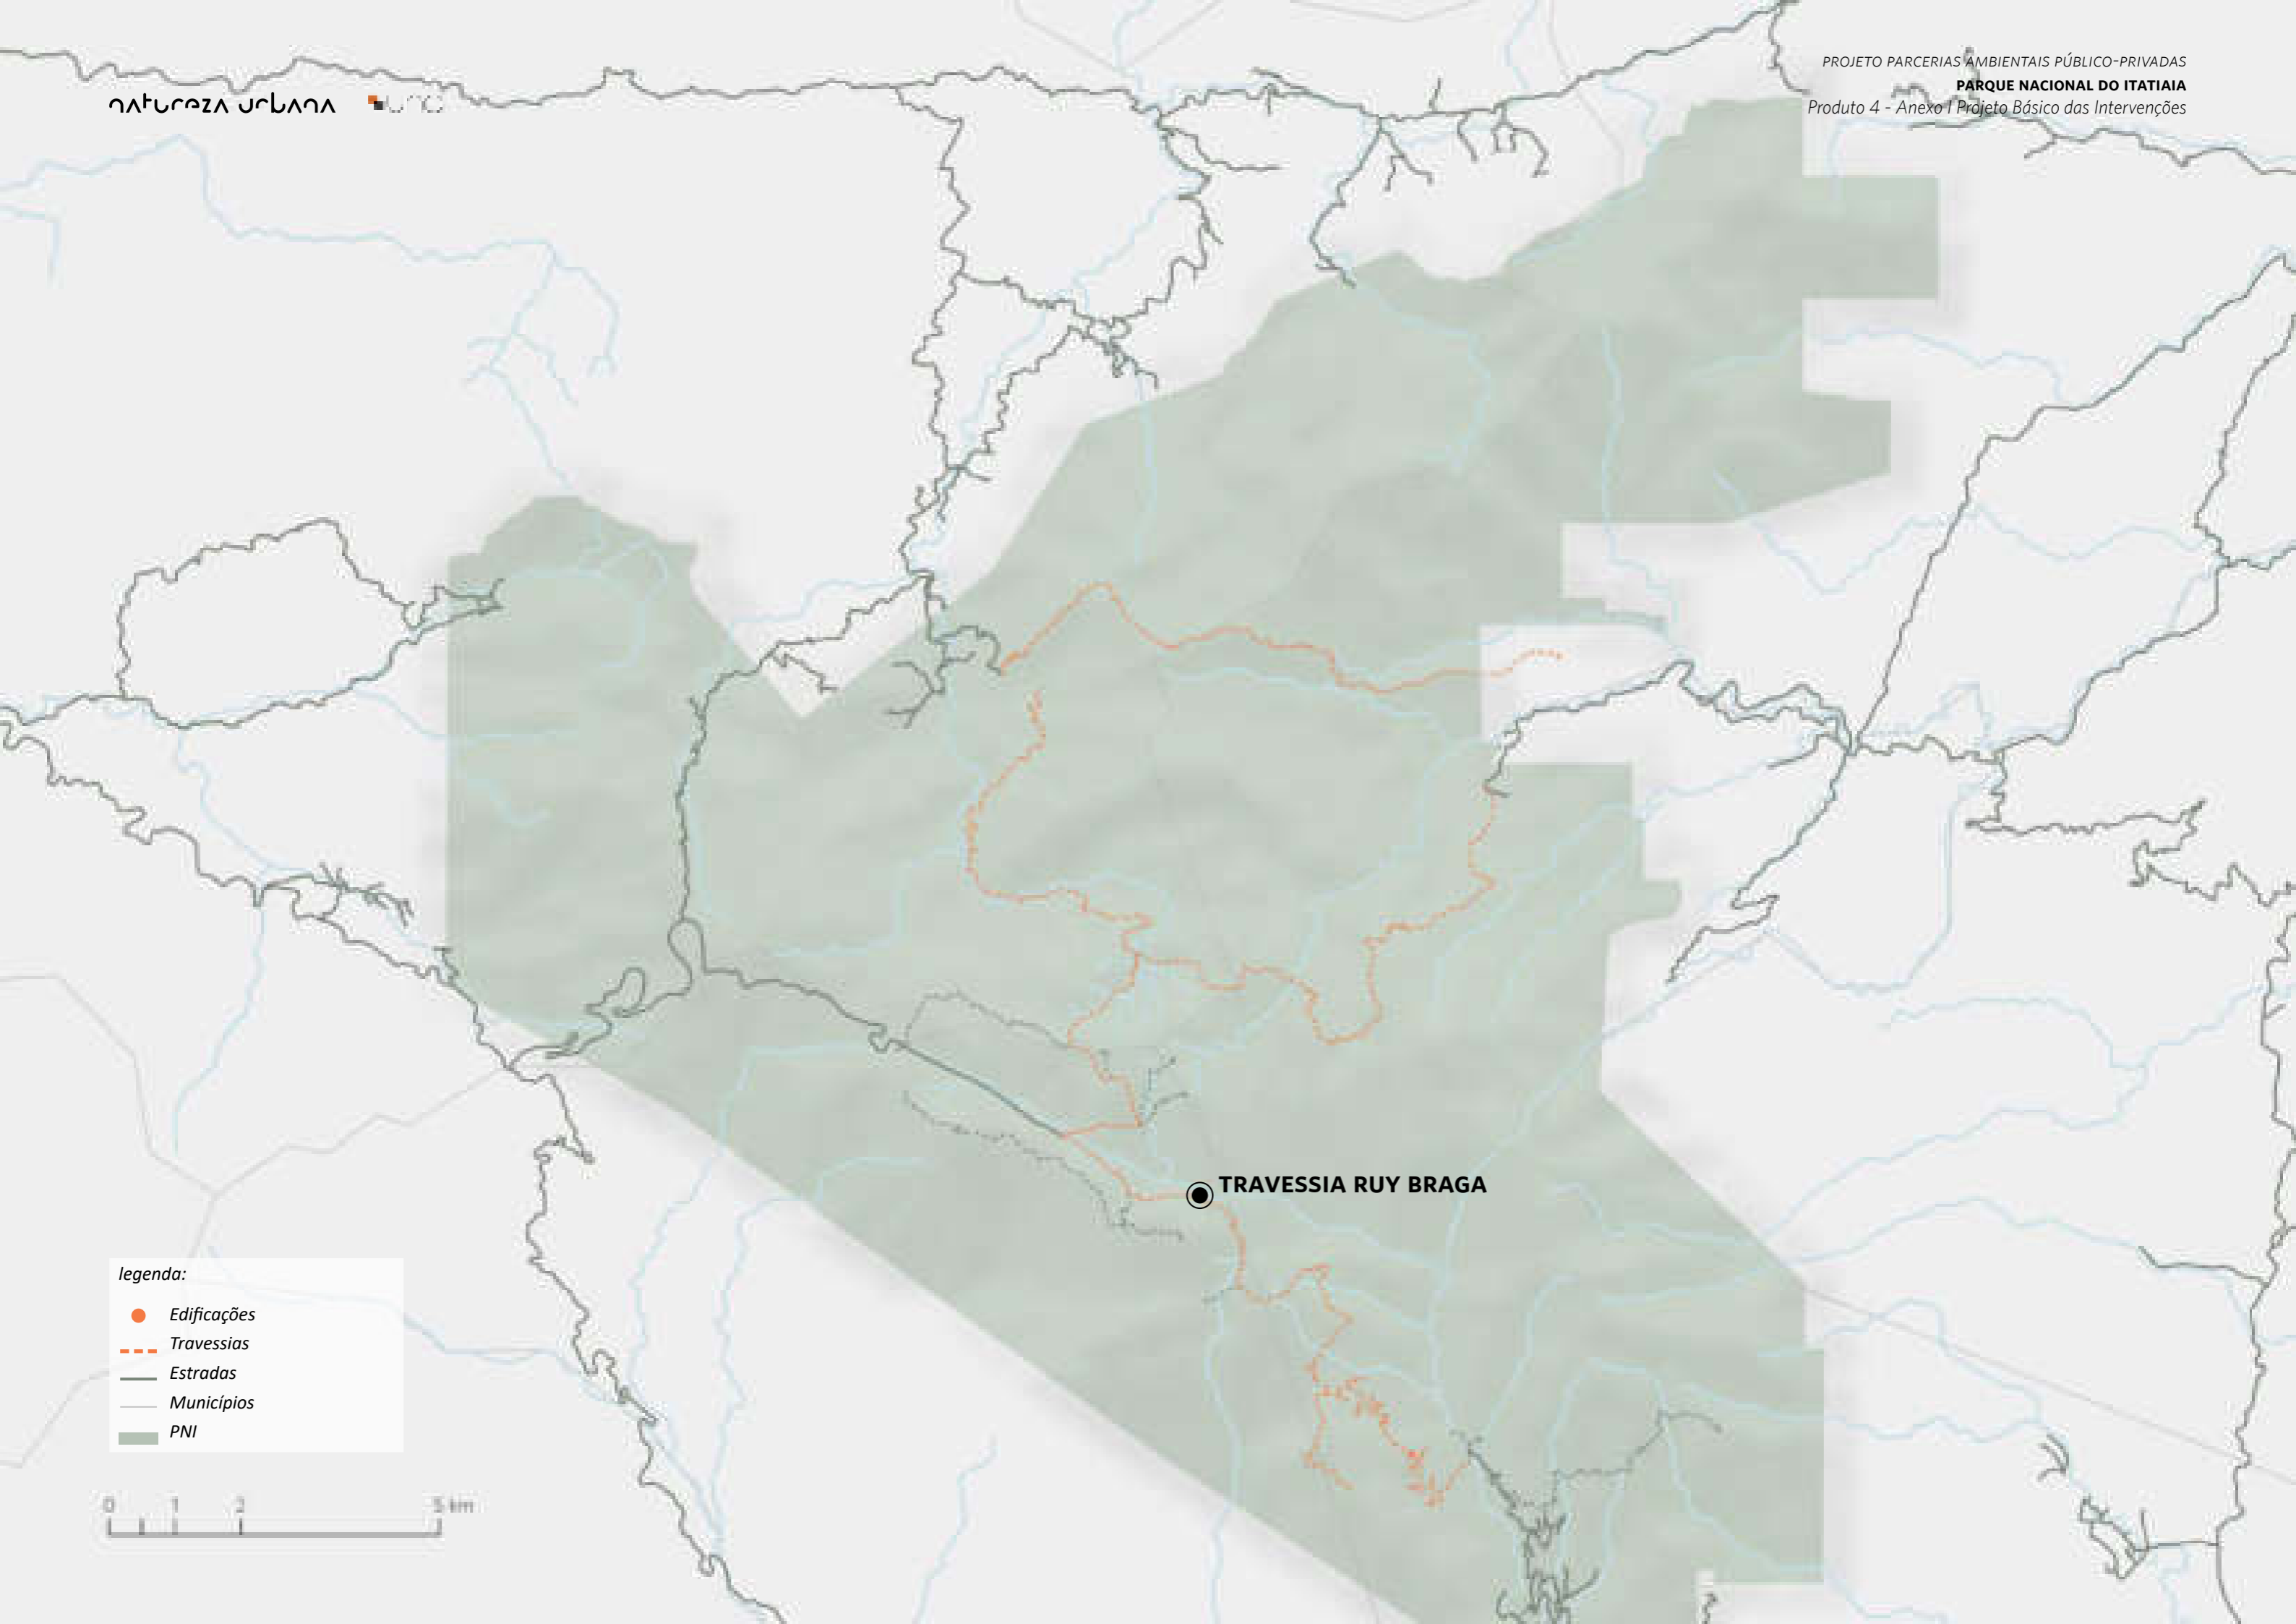 natureza urbana
PROJETO PARCERIAS AMBIENTAIS PÚBLICO-PRIVADAS
PARQUE NACIONAL DO ITATIAIA
Produto 4 - Anexo I Projeto Básico das Intervenções
TRAVESSIA RUY BRAGA
legenda:
Edificações
Travessias
Estradas
Municípios
PNI
0 1 2 5 km